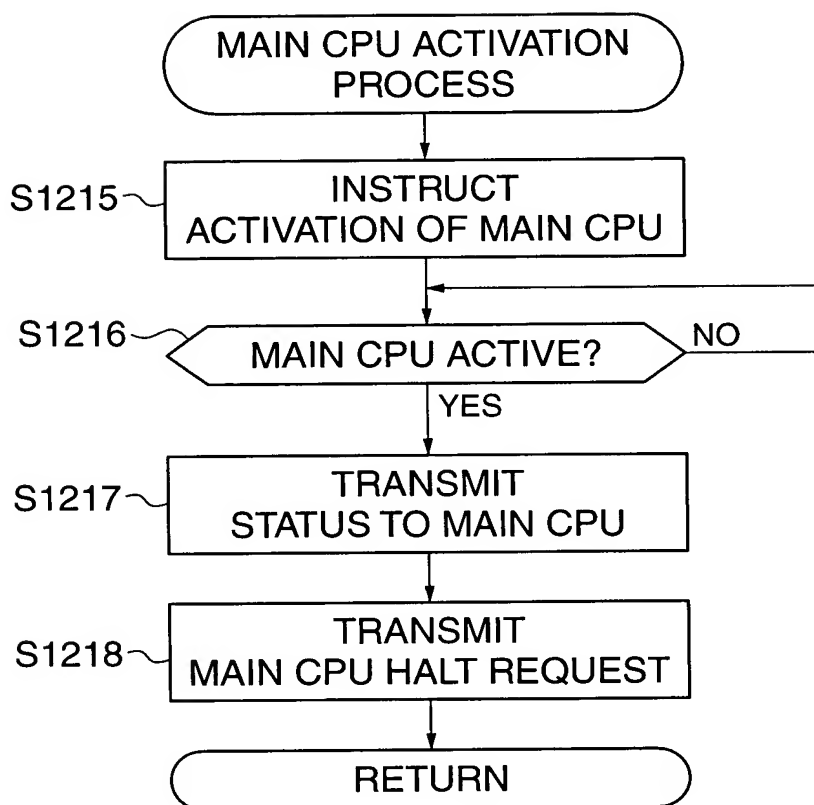 MAIN CPU ACTIVATION
PROCESS
S1215
INSTRUCT
ACTIVATION OF MAIN CPU
S1216
MAIN CPU ACTIVE?
NO
YES
S1217
TRANSMIT
STATUS TO MAIN CPU
S1218
TRANSMIT
MAIN CPU HALT REQUEST
RETURN